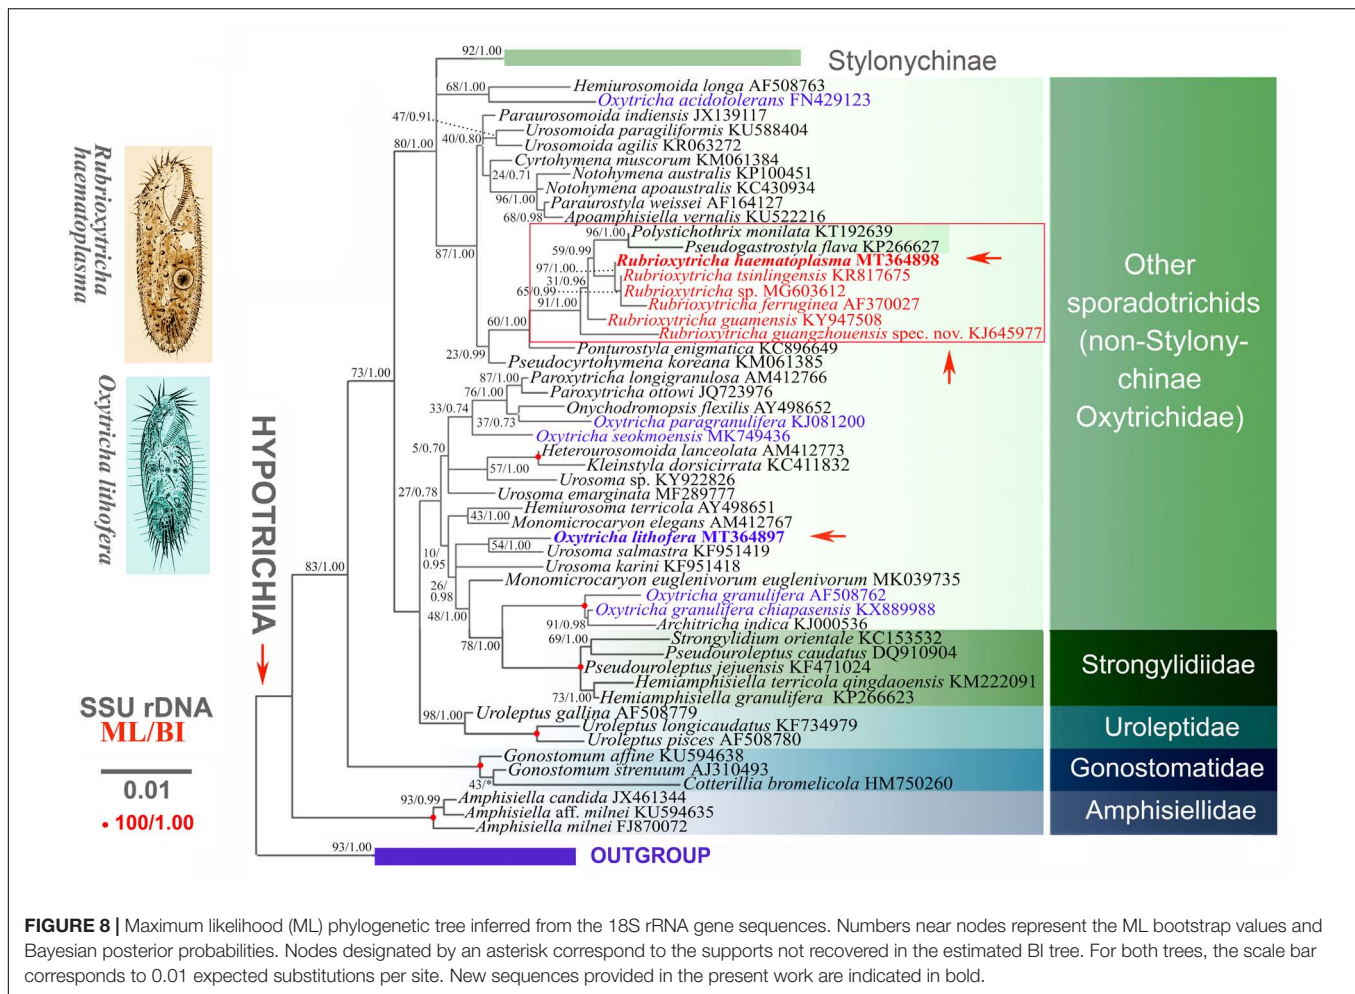 92/1.00
Stylonychinae
68/1.00
Hemiurosomoida longa AF508763
Oxytricha acidotolerans FN429123
47/0.91
Paraurosomoida indiensis JX139117
Urosomoida paragiliformis KU588404
40/0.80
Urosomoida agilis KR063272
80/1.00
Cyrtohymena muscorum KM061384
24/0.71
Notohymena australis KP100451
Notohymena apoaustralis KC430934
96/1.00
Paraurostyla weissei AF164127
68/0.98
Apoamphisiella vernalis KU522216
87/1.00
96/1.00
Polystichothrix monilata KT192639
59/0.99
Pseudogastrostyla flava KP266627
Rubrioxytricha haematoplasma MT364898
97/1.00
Rubrioxytricha tsinlingensis KR817675
31/0.96
65/0.99
Rubrioxytricha sp. MG603612
91/1.00
Rubrioxytricha ferruginea AF370027
Rubrioxytricha guamensis KY947508
60/1.00
Rubrioxytricha guangzhouensis spec. nov. KJ645977
Ponturostyla enigmatica KC896649
23/0.99
Pseudocyrtohymena koreana KM061385
73/1.00
87/1.00
Paroxytricha longigranulosa AM412766
76/1.00
Paroxytricha ottowi JQ723976
33/0.74
Onychodromopsis flexilis AY498652
37/0.73
Oxytricha paragranulifera KJ081200
Oxytricha seokmoensis MK749436
5/0.70
Heterourosomoida lanceolata AM412773
57/1.00
Kleinstyla dorsicirrata KC411832
Urosoma sp. KY922826
27/0.78
Urosoma emarginata MF289777
Hemiurosoma terricola AY498651
43/1.00
Monomicrocaryon elegans AM412767
Oxytricha lithofera MT364897
54/1.00
Urosoma salmastra KF951419
10/
0.95
Urosoma karini KF951418
83/1.00
26/
0.98
Monomicrocaryon euglenivorum euglenivorum MK039735
Oxytricha granulifera AF508762
48/1.00
Oxytricha granulifera chiapasensis KX889988
91/0.98
Architricha indica KJ000536
78/1.00
69/1.00
Strongylidium orientale KC153532
Pseudouroleptus caudatus DQ910904
Pseudouroleptus jejuensis KF471024
Hemiamphisiella terricola qingdaoensis KM222091
73/1.00
Hemiamphisiella granulifera KP266623
98/1.00
Uroleptus gallina AF508779
Uroleptus longicaudatus KF734979
Uroleptus pisces AF508780
Gonostomum affine KU594638
Gonostomum strenuum AJ310493
43/*
Cotterillia bromelicola HM750260
93/0.99
Amphisiella candida JX461344
Amphisiella aff. milnei KU594635
Amphisiella milnei FJ870072
93/1.00
OUTGROUP
Other
sporadotrichids
(non-Stylony-
chinae
Oxytrichidae)
Strongylidiidae
Uroleptidae
Gonostomatidae
Amphisiellidae
Rubrioxytricha
haematoplasma
Oxytricha lithofera
HYPOTRICHIA
SSU rDNA
ML/BI
0.01
100/1.00
FIGURE 8 | Maximum likelihood (ML) phylogenetic tree inferred from the 18S rRNA gene sequences. Numbers near nodes represent the ML bootstrap values and
Bayesian posterior probabilities. Nodes designated by an asterisk correspond to the supports not recovered in the estimated BI tree. For both trees, the scale bar
corresponds to 0.01 expected substitutions per site. New sequences provided in the present work are indicated in bold.